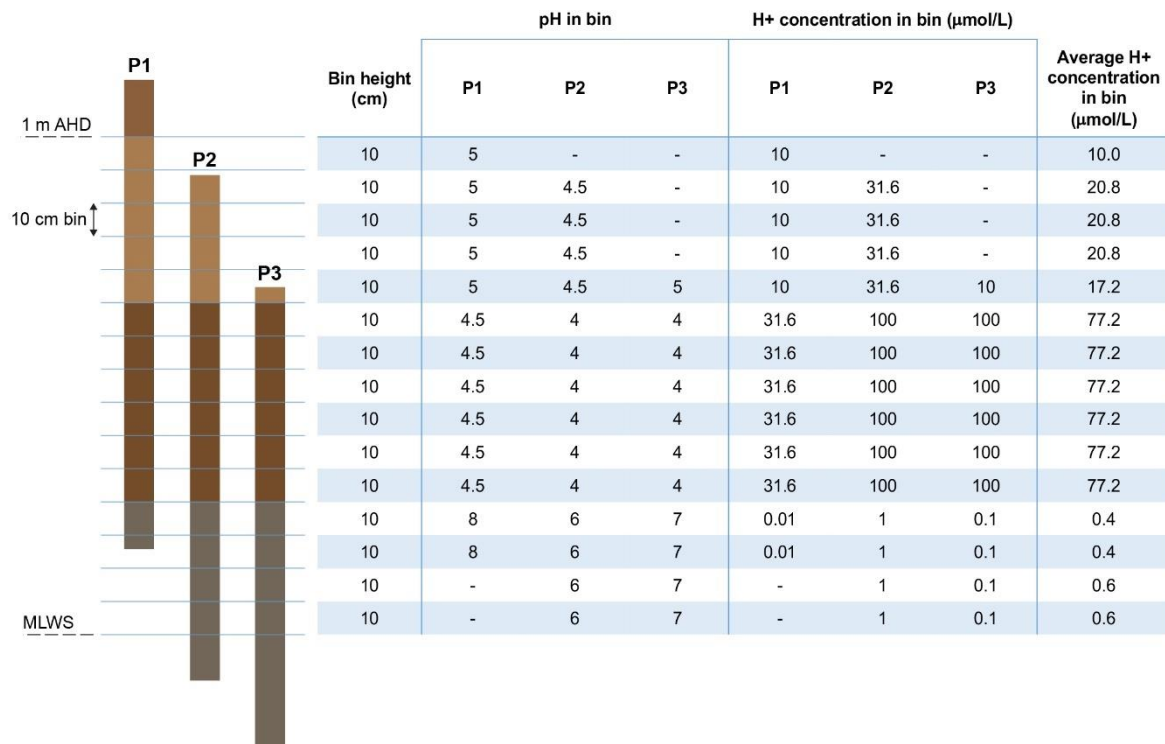 pH in bin H+ concentration in bin (μmol/L)
P1
Bin height (cm) P1 P2 P3 P1 P2 P3 Average H+ concentration in bin (μmol/L)
1 m AHD
10 5 - - 10 - - 10.0
P2
10 5 4.5 - 10 31.6 - 20.8
10 cm bin 10 5 4.5 - 10 31.6 - 20.8
10 5 4.5 - 10 31.6 - 20.8
P3
10 5 4.5 5 10 31.6 10 17.2
10 4.5 4 4 31.6 100 100 77.2
10 4.5 4 4 31.6 100 100 77.2
10 4.5 4 4 31.6 100 100 77.2
10 4.5 4 4 31.6 100 100 77.2
10 4.5 4 4 31.6 100 100 77.2
10 4.5 4 4 31.6 100 100 77.2
10 8 6 7 0.01 1 0.1 0.4
10 8 6 7 0.01 1 0.1 0.4
10 - 6 7 - 1 0.1 0.6
MLWS 10 - 6 7 - 1 0.1 0.6